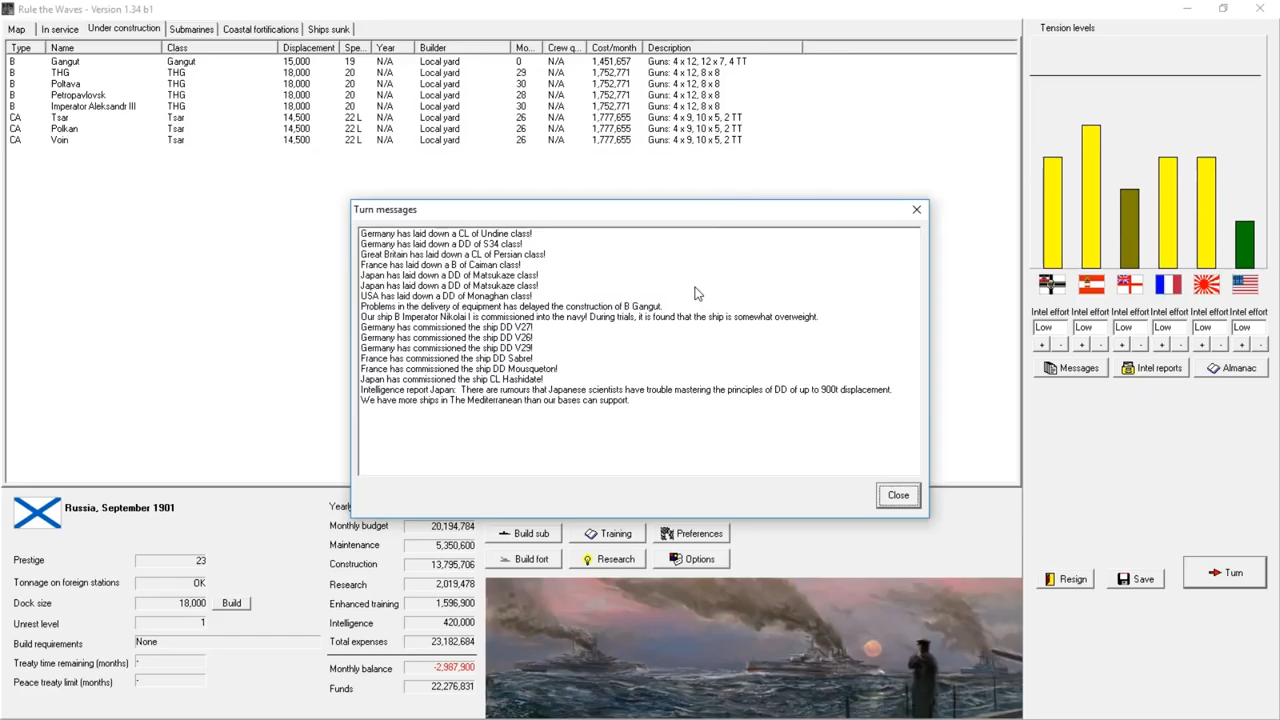 Rule the Waves - Version 1.34 b1
Map In service Under construction Submarines Coastal fortifications Ships sunk
Type Name Class Displacement Spe... Year Builder Mo... Crew q... Cost/month Description
B Gangut Gangut 15,000 19 N/A Local yard 0 N/A 1,451,657 Guns: 4 x 12, 12 x 7, 4 TT
B THG THG 18,000 20 N/A Local yard 29 N/A 1,752,771 Guns: 4 x 12, 8 x 8
B Poltava THG 18,000 20 N/A Local yard 30 N/A 1,752,771 Guns: 4 x 12, 8 x 8
B Petropavlovsk THG 18,000 20 N/A Local yard 28 N/A 1,752,771 Guns: 4 x 12, 8 x 8
B Imperator Aleksandr III THG 18,000 20 N/A Local yard 30 N/A 1,752,771 Guns: 4 x 12, 8 x 8
CA Tsar Tsar 14,500 22 L N/A Local yard 26 N/A 1,777,655 Guns: 4 x 9, 10 x 5, 2 TT
CA Polkan Tsar 14,500 22 L N/A Local yard 26 N/A 1,777,655 Guns: 4 x 9, 10 x 5, 2 TT
CA Voin Tsar 14,500 22 L N/A Local yard 26 N/A 1,777,655 Guns: 4 x 9, 10 x 5, 2 TT
Turn messages
Germany has laid down a CL of Undine class!
Germany has laid down a DD of S34 class!
Great Britain has laid down a CL of Persian class!
France has laid down a B of Caiman class!
Japan has laid down a DD of Matsukaze class!
Japan has laid down a DD of Matsukaze class!
USA has laid down a DD of Monaghan class!
Problems in the delivery of equipment has delayed the construction of B Gangut.
Our ship B Imperator Nikolai I is commissioned into the navy! During trials, it is found that the ship is somewhat overweight.
Germany has commissioned the ship DD V27!
Germany has commissioned the ship DD V26!
Germany has commissioned the ship DD V29!
France has commissioned the ship DD Sabre!
France has commissioned the ship DD Mousqueton!
Japan has commissioned the ship CL Hashidate!
Intelligence report Japan: There are rumours that Japanese scientists have trouble mastering the principles of DD of up to 900t displacement.
We have more ships in The Mediterranean than our bases can support.
Close
Tension levels
Intel effort Intel effort Intel effort Intel effort Intel effort Intel effort
Low Low Low Low Low Low
+ - + - + - + - + - + -
Messages Intel reports Almanac
Russia, September 1901
Prestige 23
Tonnage on foreign stations OK
Dock size 18,000 Build
Unrest level 1
Build requirements None
Treaty time remaining (months) -
Peace treaty limit (months) -
Monthly budget 20,194,784
Maintenance 5,350,600
Construction 13,795,706
Research 2,019,478
Enhanced training 1,596,900
Intelligence 420,000
Total expenses 23,182,684
Monthly balance -2,987,900
Funds 22,276,831
Build sub Training Preferences
Build fort Research Options
Resign Save Turn